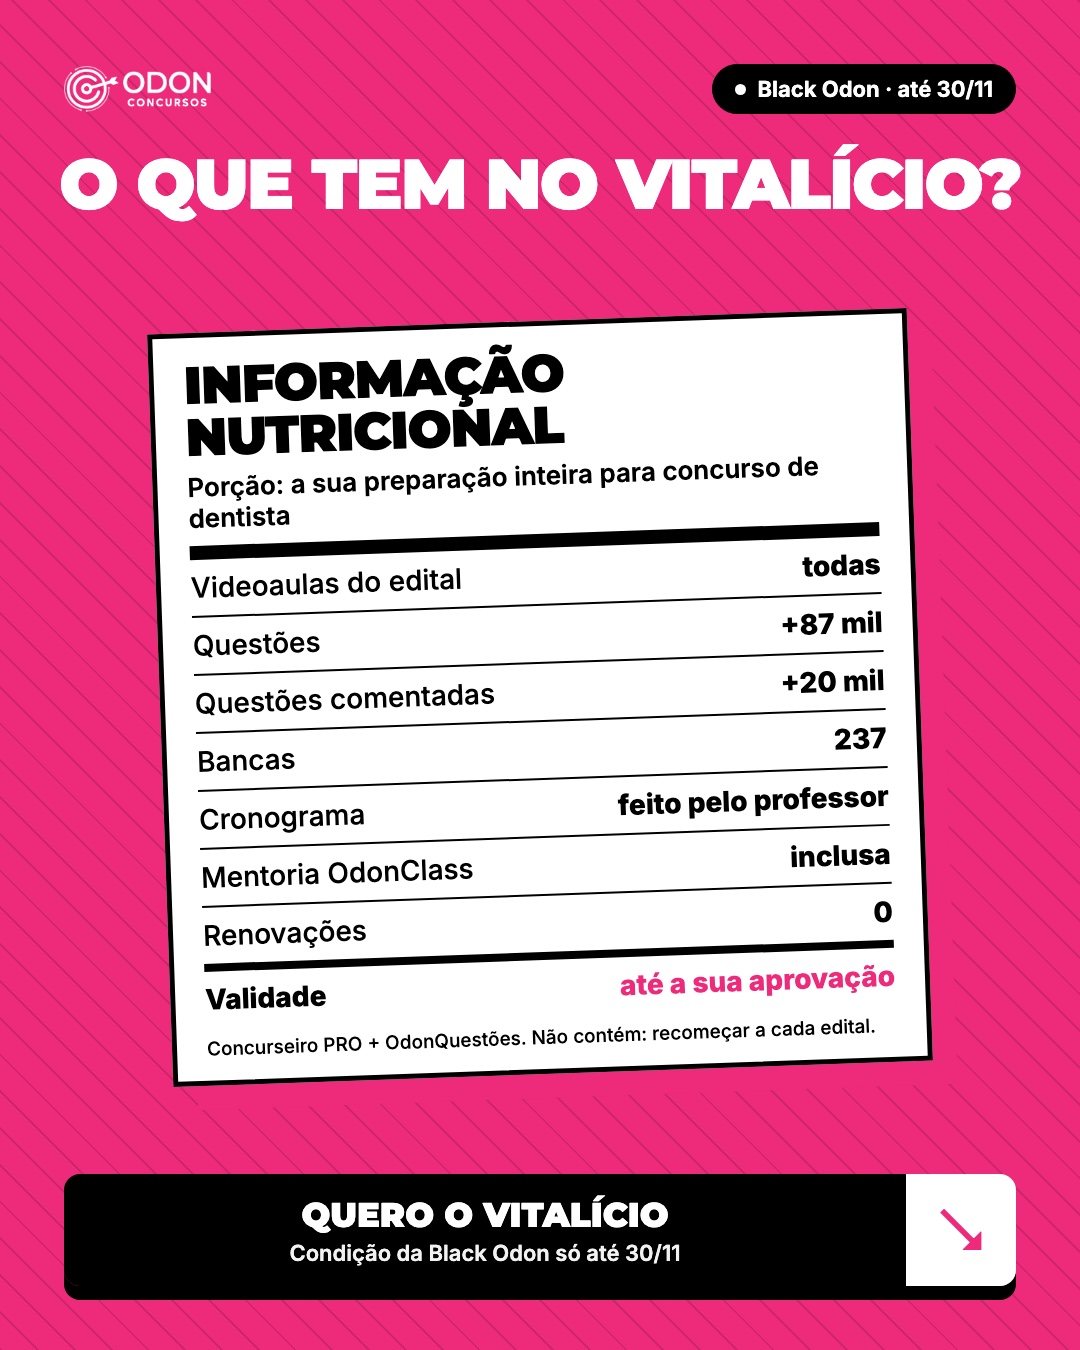 ODON
CONCURSOS
Black Odon · até 30/11
O QUE TEM NO VITALÍCIO?
INFORMAÇÃO
NUTRICIONAL
Porção: a sua preparação inteira para concurso de
dentista
Videoaulas do edital todas
Questões +87 mil
Questões comentadas +20 mil
Bancas 237
Cronograma feito pelo professor
Mentoria OdonClass inclusa
Renovações 0
Validade até a sua aprovação
Concurseiro PRO + OdonQuestões. Não contém: recomeçar a cada edital.
QUERO O VITALÍCIO
Condição da Black Odon só até 30/11